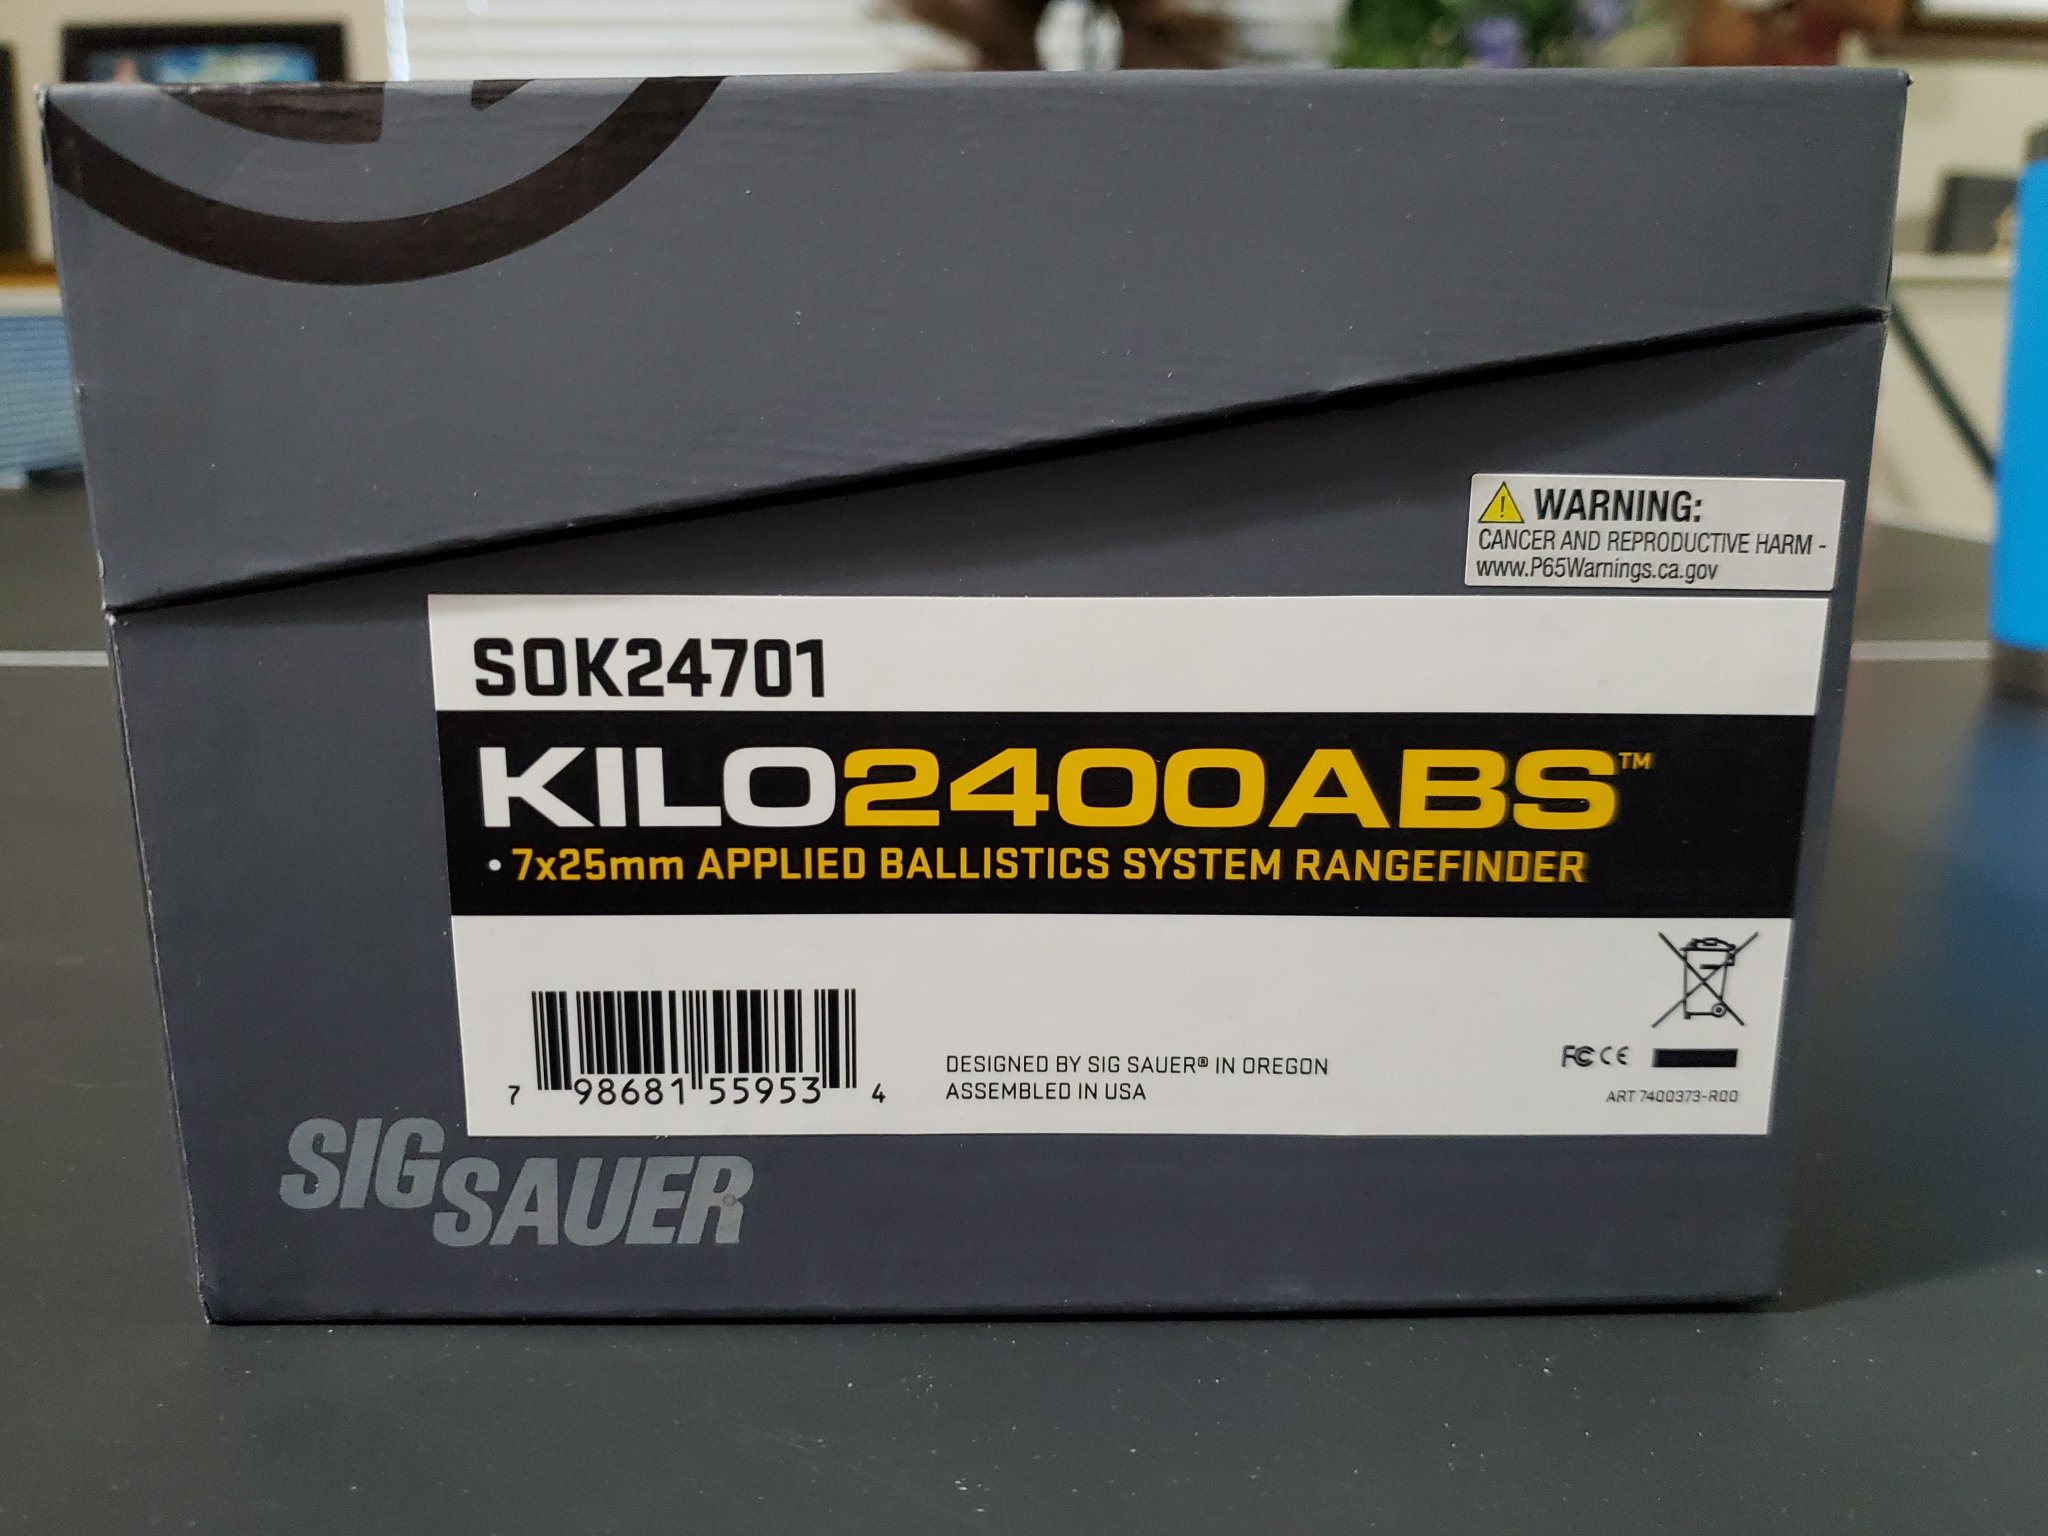 WARNING:
CANCER AND REPRODUCTIVE HARM -
www.P65Warnings.ca.gov
SOK24701
KILO2400ABS™
• 7x25mm APPLIED BALLISTICS SYSTEM RANGEFINDER
7 98681 55953 4
DESIGNED BY SIG SAUER® IN OREGON
ASSEMBLED IN USA
FC CE
ART 7400373-R00
SIG SAUER